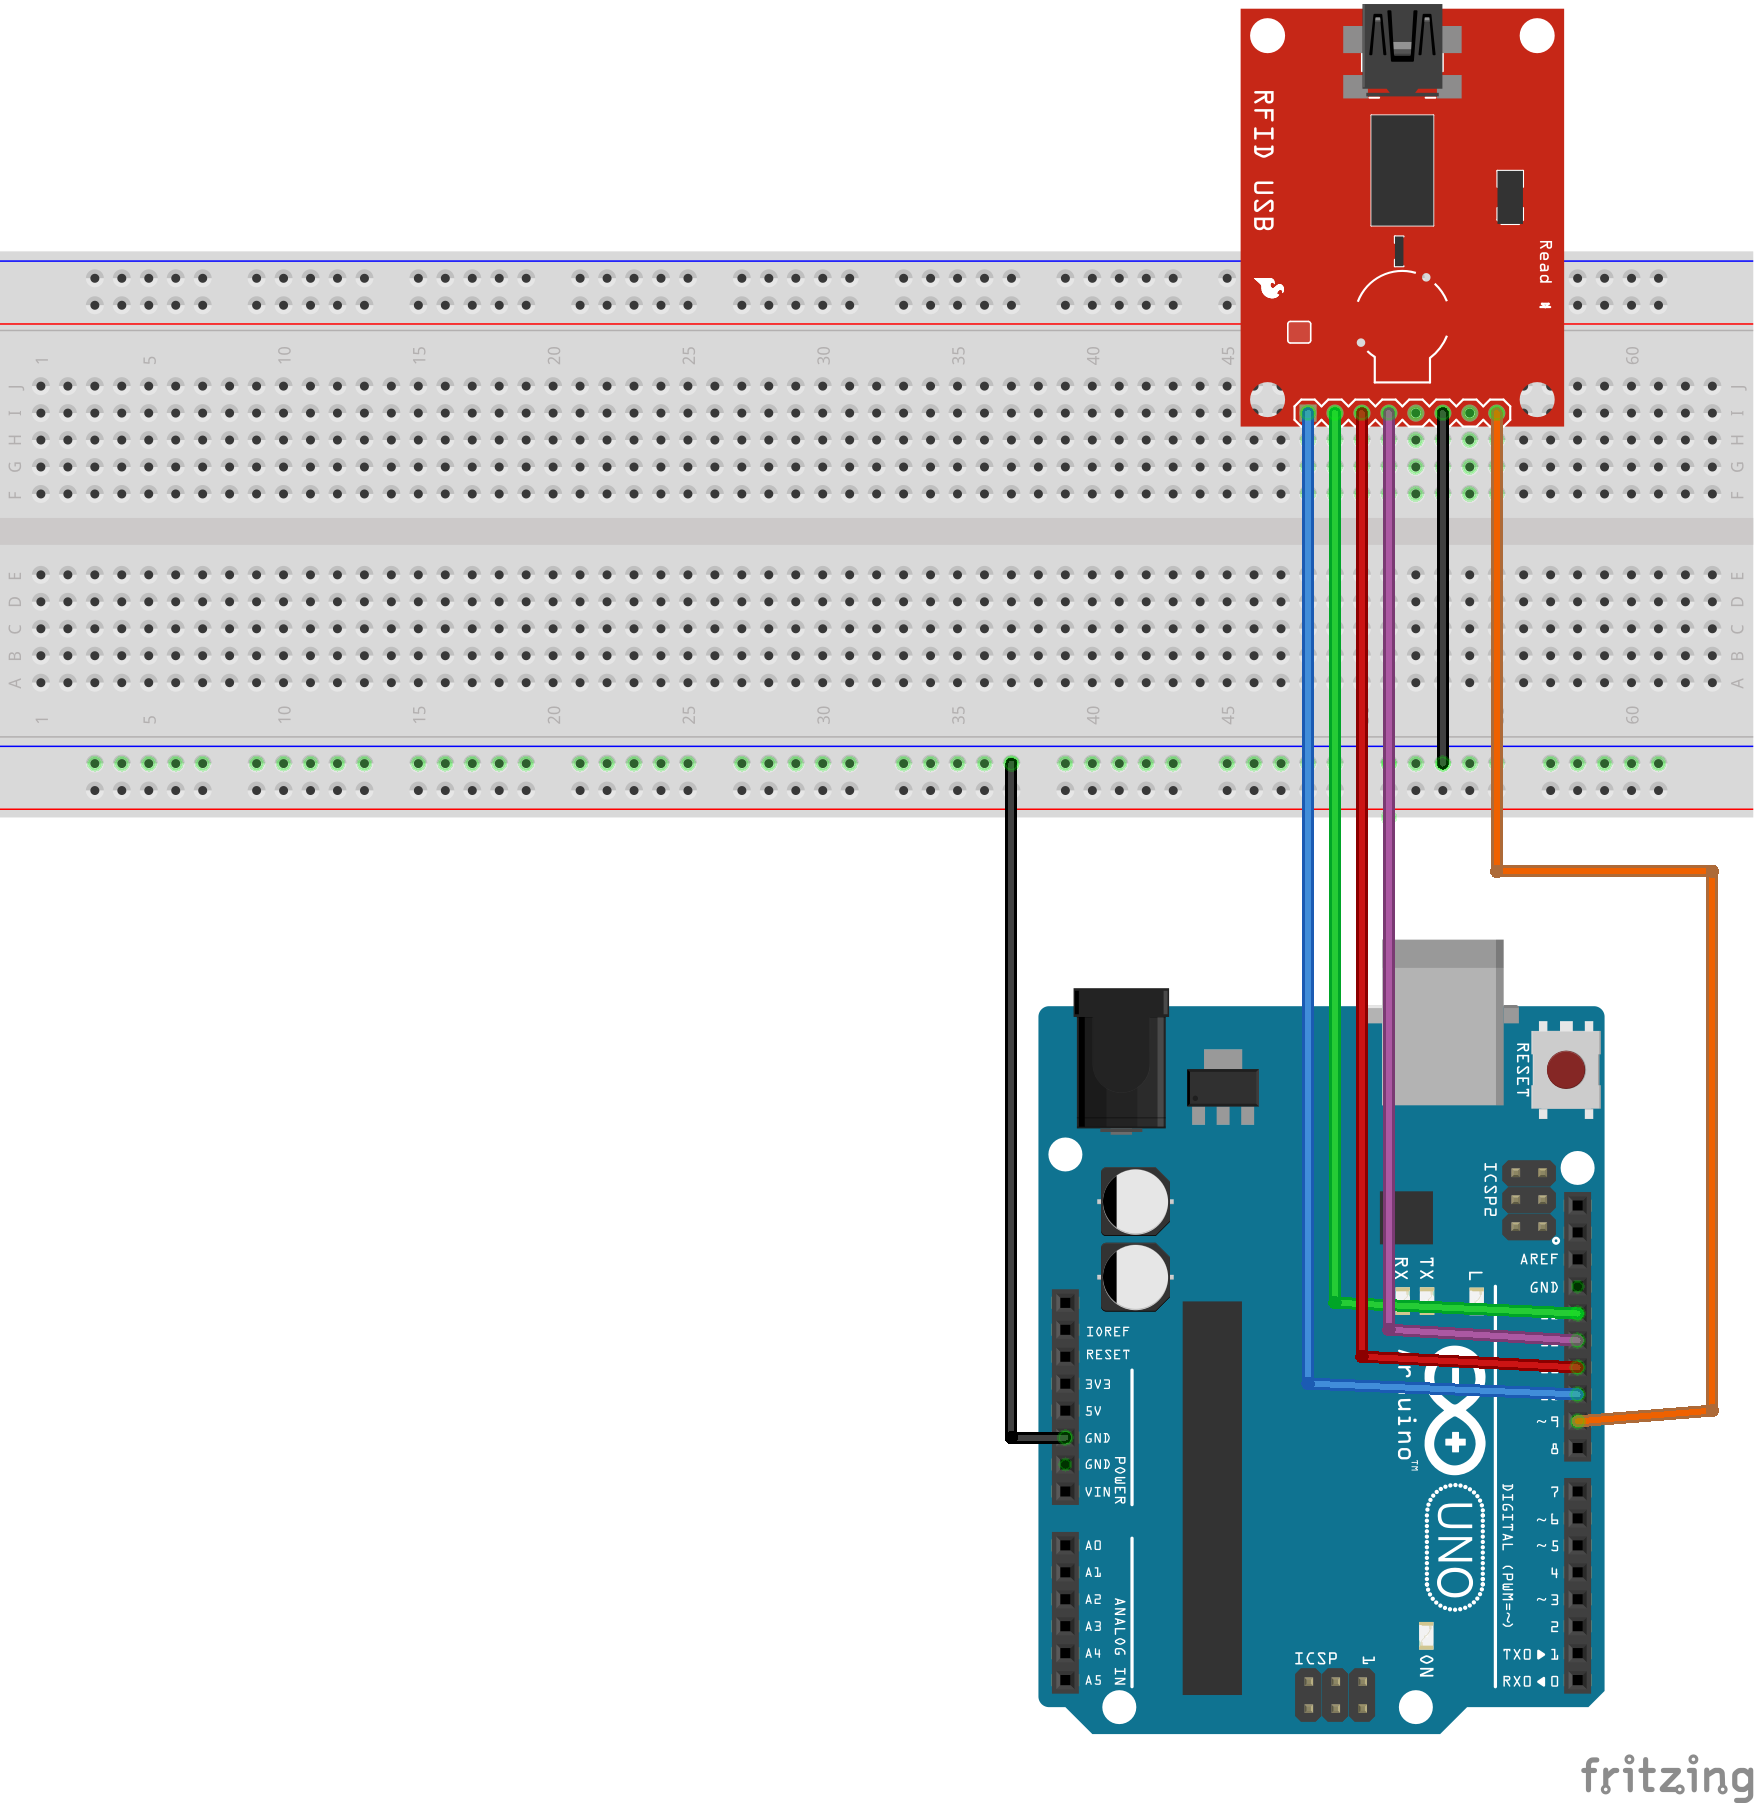 RFID USB
Read
1 5 10 15 20 25 30 35 40 45 60
J
I
H
G
F
E
D
C
B
A
J
I
H
G
F
E
D
C
B
A
1 5 10 15 20 25 30 35 40 45 60
RESET
ICSP2
AREF
GND
RX
TX
L
IOREF
RESET
3V3
5V
GND
GND
VIN
POWER
~9
8
7
~6
~5
4
~3
2
TX0▶1
RX0◀0
DIGITAL (PWM=~)
UNO
TM
A0
A1
A2
A3
A4
A5
ANALOG IN
ICSP
1
ON
fritzing